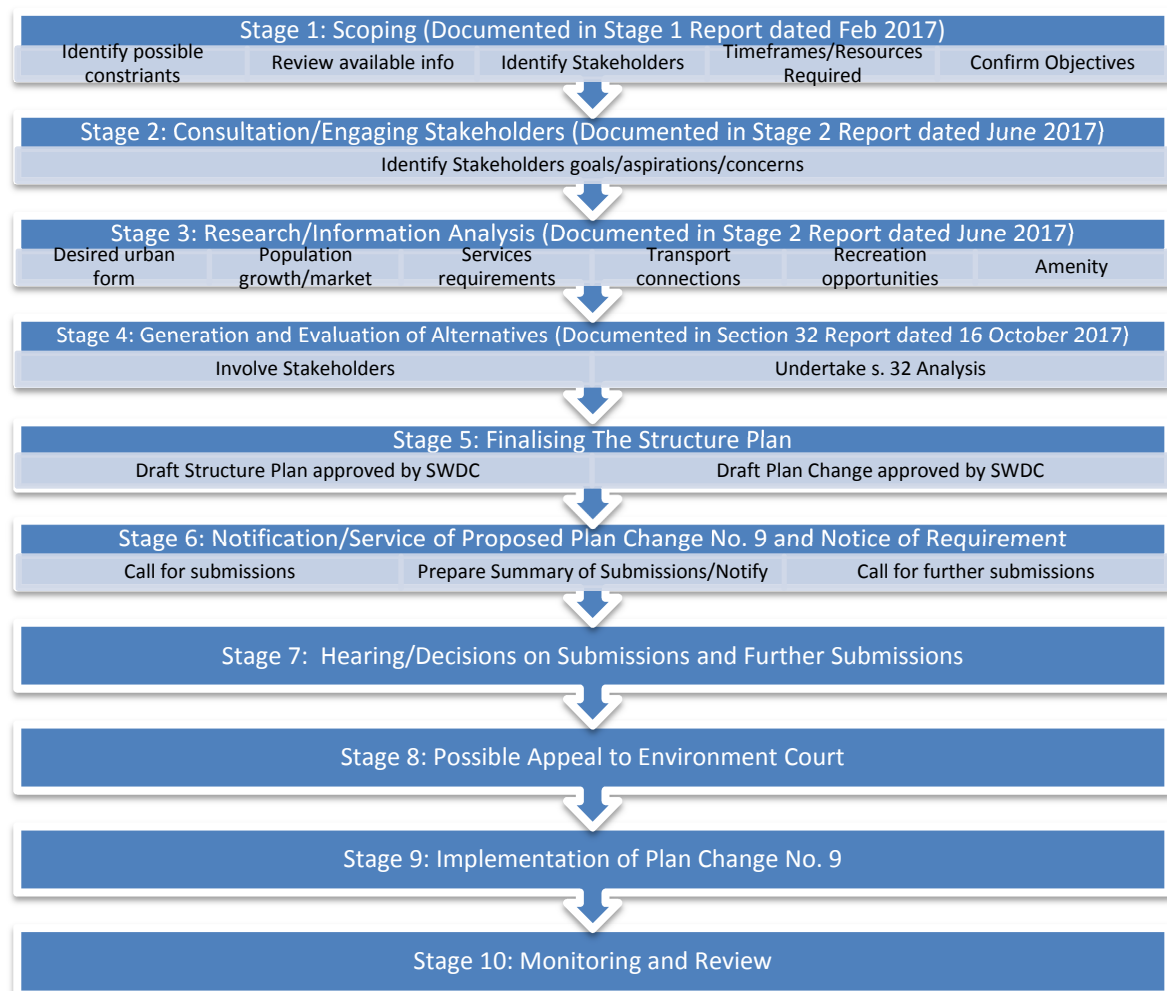 Stage 1: Scoping (Documented in Stage 1 Report dated Feb 2017)
Identify possible
constriants
Review available info
Identify Stakeholders
Timeframes/Resources
Required
Confirm Objectives
Stage 2: Consultation/Engaging Stakeholders (Documented in Stage 2 Report dated June 2017)
Identify Stakeholders goals/aspirations/concerns
Stage 3: Research/Information Analysis (Documented in Stage 2 Report dated June 2017)
Desired urban
form
Population
growth/market
Services
requirements
Transport
connections
Recreation
opportunities
Amenity
Stage 4: Generation and Evaluation of Alternatives (Documented in Section 32 Report dated 16 October 2017)
Involve Stakeholders
Undertake s. 32 Analysis
Stage 5: Finalising The Structure Plan
Draft Structure Plan approved by SWDC
Draft Plan Change approved by SWDC
Stage 6: Notification/Service of Proposed Plan Change No. 9 and Notice of Requirement
Call for submissions
Prepare Summary of Submissions/Notify
Call for further submissions
Stage 7: Hearing/Decisions on Submissions and Further Submissions
Stage 8: Possible Appeal to Environment Court
Stage 9: Implementation of Plan Change No. 9
Stage 10: Monitoring and Review